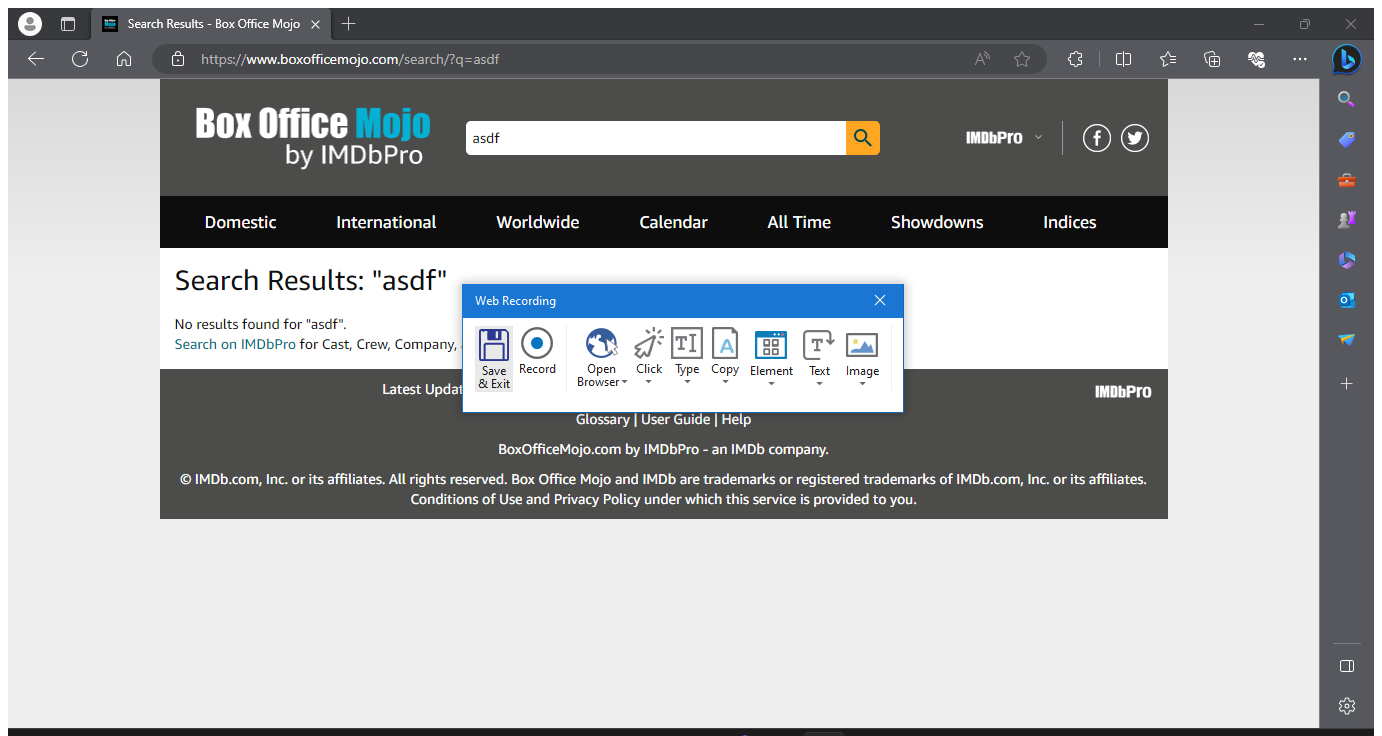 Search Results - Box Office Mojo
https://www.boxofficemojo.com/search/?q=asdf
Box Office Mojo
by IMDbPro
asdf
IMDbPro
Domestic International Worldwide Calendar All Time Showdowns Indices
Search Results: "asdf"
No results found for "asdf".
Search on IMDbPro for Cast, Crew, Company,
Web Recording
Save
& Exit
Record
Open
Browser
Click
Type
Copy
Element
Text
Image
Latest
IMDbPro
Glossary | User Guide | Help
BoxOfficeMojo.com by IMDbPro - an IMDb company.
© IMDb.com, Inc. or its affiliates. All rights reserved. Box Office Mojo and IMDb are trademarks or registered trademarks of IMDb.com, Inc. or its affiliates.
Conditions of Use and Privacy Policy under which this service is provided to you.